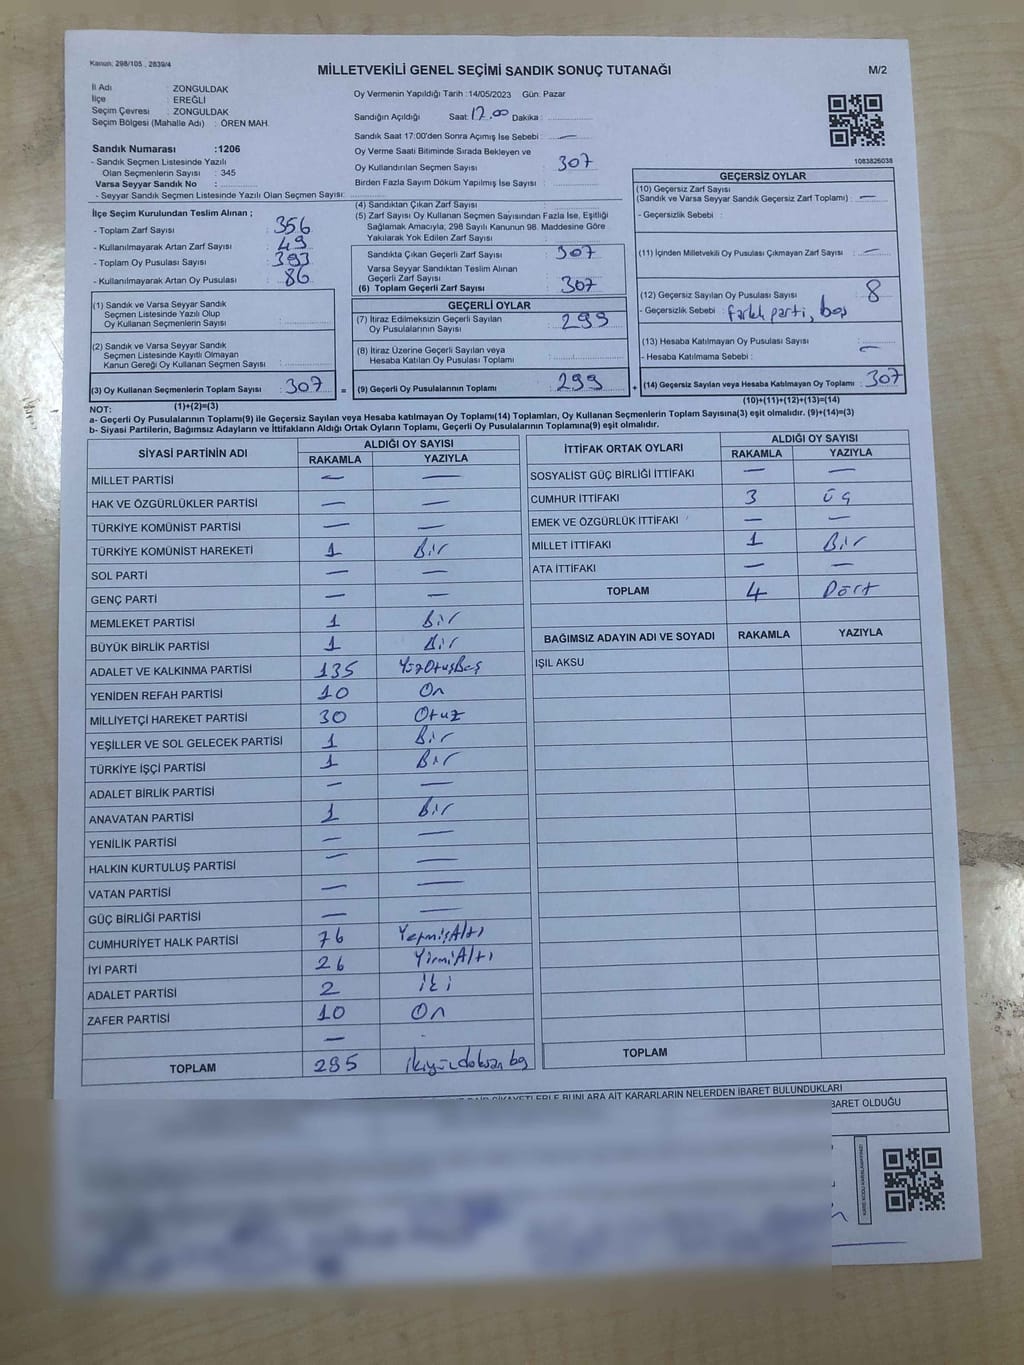 Kanun: 298/105 , 2839/4
MİLLETVEKİLİ GENEL SEÇİMİ SANDIK SONUÇ TUTANAĞI
M/2
İl Adı : ZONGULDAK
İlçe : EREĞLİ
Seçim Çevresi : ZONGULDAK
Seçim Bölgesi (Mahalle Adı) : ÖREN MAH.
Sandık Numarası :1206
- Sandık Seçmen Listesinde Yazılı
Olan Seçmenlerin Sayısı : 345
Varsa Seyyar Sandık No :
- Seyyar Sandık Seçmen Listesinde Yazılı Olan Seçmen Sayısı:
Oy Vermenin Yapıldığı Tarih :14/05/2023 Gün: Pazar
Sandığın Açıldığı Saat: 17.00 Dakika :
Sandık Saat 17:00'den Sonra Açımış İse Sebebi : —
Oy Verme Saati Bitiminde Sırada Bekleyen ve
Oy Kullandırılan Seçmen Sayısı : 307
Birden Fazla Sayım Döküm Yapılmış İse Sayısı :
1083826038
İlçe Seçim Kurulundan Teslim Alınan ;
- Toplam Zarf Sayısı : 356
- Kullanılmayarak Artan Zarf Sayısı : 49
- Toplam Oy Pusulası Sayısı : 393
- Kullanılmayarak Artan Oy Pusulası : 86
(4) Sandıktan Çıkan Zarf Sayısı :
(5) Zarf Sayısı Oy Kullanan Seçmen Sayısından Fazla İse, Eşitliği
Sağlamak Amacıyla; 298 Sayılı Kanunun 98. Maddesine Göre
Yakılarak Yok Edilen Zarf Sayısı :
Sandıkta Çıkan Geçerli Zarf Sayısı : 307
Varsa Seyyar Sandıktan Teslim Alınan
Geçerli Zarf Sayısı :
(6) Toplam Geçerli Zarf Sayısı : 307
GEÇERSİZ OYLAR
(10) Geçersiz Zarf Sayısı
(Sandık ve Varsa Seyyar Sandık Geçersiz Zarf Toplamı) : —
- Geçersizlik Sebebi :
(11) İçinden Milletvekili Oy Pusulası Çıkmayan Zarf Sayısı : —
(12) Geçersiz Sayılan Oy Pusulası Sayısı : 8
- Geçersizlik Sebebi : farklı parti, boş
(13) Hesaba Katılmayan Oy Pusulası Sayısı : —
- Hesaba Katılmama Sebebi :
(14) Geçersiz Sayılan veya Hesaba Katılmayan Oy Toplamı : 307
(10)+(11)+(12)+(13)=(14)
(1) Sandık ve Varsa Seyyar Sandık
Seçmen Listesinde Yazılı Olup
Oy Kullanan Seçmenlerin Sayısı :
(2) Sandık ve Varsa Seyyar Sandık
Seçmen Listesinde Kayıtlı Olmayan
Kanun Gereği Oy Kullanan Seçmen Sayısı :
(3) Oy Kullanan Seçmenlerin Toplam Sayısı : 307 =
(1)+(2)=(3)
GEÇERLİ OYLAR
(7) İtiraz Edilmeksizin Geçerli Sayılan
Oy Pusulalarının Sayısı : 299
(8) İtiraz Üzerine Geçerli Sayılan veya
Hesaba Katılan Oy Pusulası Toplamı :
(9) Geçerli Oy Pusulalarının Toplamı : 299 +
NOT:
a- Geçerli Oy Pusulalarının Toplamı(9) ile Geçersiz Sayılan veya Hesaba katılmayan Oy Toplamı(14) Toplamları, Oy Kullanan Seçmenlerin Toplam Sayısına(3) eşit olmalıdır. (9)+(14)=(3)
b- Siyasi Partilerin, Bağımsız Adayların ve İttifakların Aldığı Ortak Oyların Toplamı, Geçerli Oy Pusulalarının Toplamına(9) eşit olmalıdır.
SİYASİ PARTİNİN ADI
ALDIĞI OY SAYISI
RAKAMLA YAZIYLA
MİLLET PARTİSİ — —
HAK VE ÖZGÜRLÜKLER PARTİSİ — —
TÜRKİYE KOMÜNİST PARTİSİ — —
TÜRKİYE KOMÜNİST HAREKETİ 1 Bir
SOL PARTİ — —
GENÇ PARTİ — —
MEMLEKET PARTİSİ 1 Bir
BÜYÜK BİRLİK PARTİSİ 1 Bir
ADALET VE KALKINMA PARTİSİ 135 YüzOtuzBeş
YENİDEN REFAH PARTİSİ 10 On
MİLLİYETÇİ HAREKET PARTİSİ 30 Otuz
YEŞİLLER VE SOL GELECEK PARTİSİ 1 Bir
TÜRKİYE İŞÇİ PARTİSİ 1 Bir
ADALET BİRLİK PARTİSİ — —
ANAVATAN PARTİSİ 1 Bir
YENİLİK PARTİSİ — —
HALKIN KURTULUŞ PARTİSİ — —
VATAN PARTİSİ — —
GÜÇ BİRLİĞİ PARTİSİ — —
CUMHURİYET HALK PARTİSİ 76 YetmişAltı
İYİ PARTİ 26 YirmiAltı
ADALET PARTİSİ 2 iki
ZAFER PARTİSİ 10 On
—
TOPLAM 295 ikiyüzdoksan beş
İTTİFAK ORTAK OYLARI
ALDIĞI OY SAYISI
RAKAMLA YAZIYLA
SOSYALİST GÜÇ BİRLİĞİ İTTİFAKI — —
CUMHUR İTTİFAKI 3 üç
EMEK VE ÖZGÜRLÜK İTTİFAKI — —
MİLLET İTTİFAKI 1 Bir
ATA İTTİFAKI — —
TOPLAM 4 Dört
BAĞIMSIZ ADAYIN ADI VE SOYADI RAKAMLA YAZIYLA
IŞIL AKSU
TOPLAM
ŞİKAYETLERLE BUNLARA AİT KARARLARIN NELERDEN İBARET BULUNDUKLARI
BARET OLDUĞU